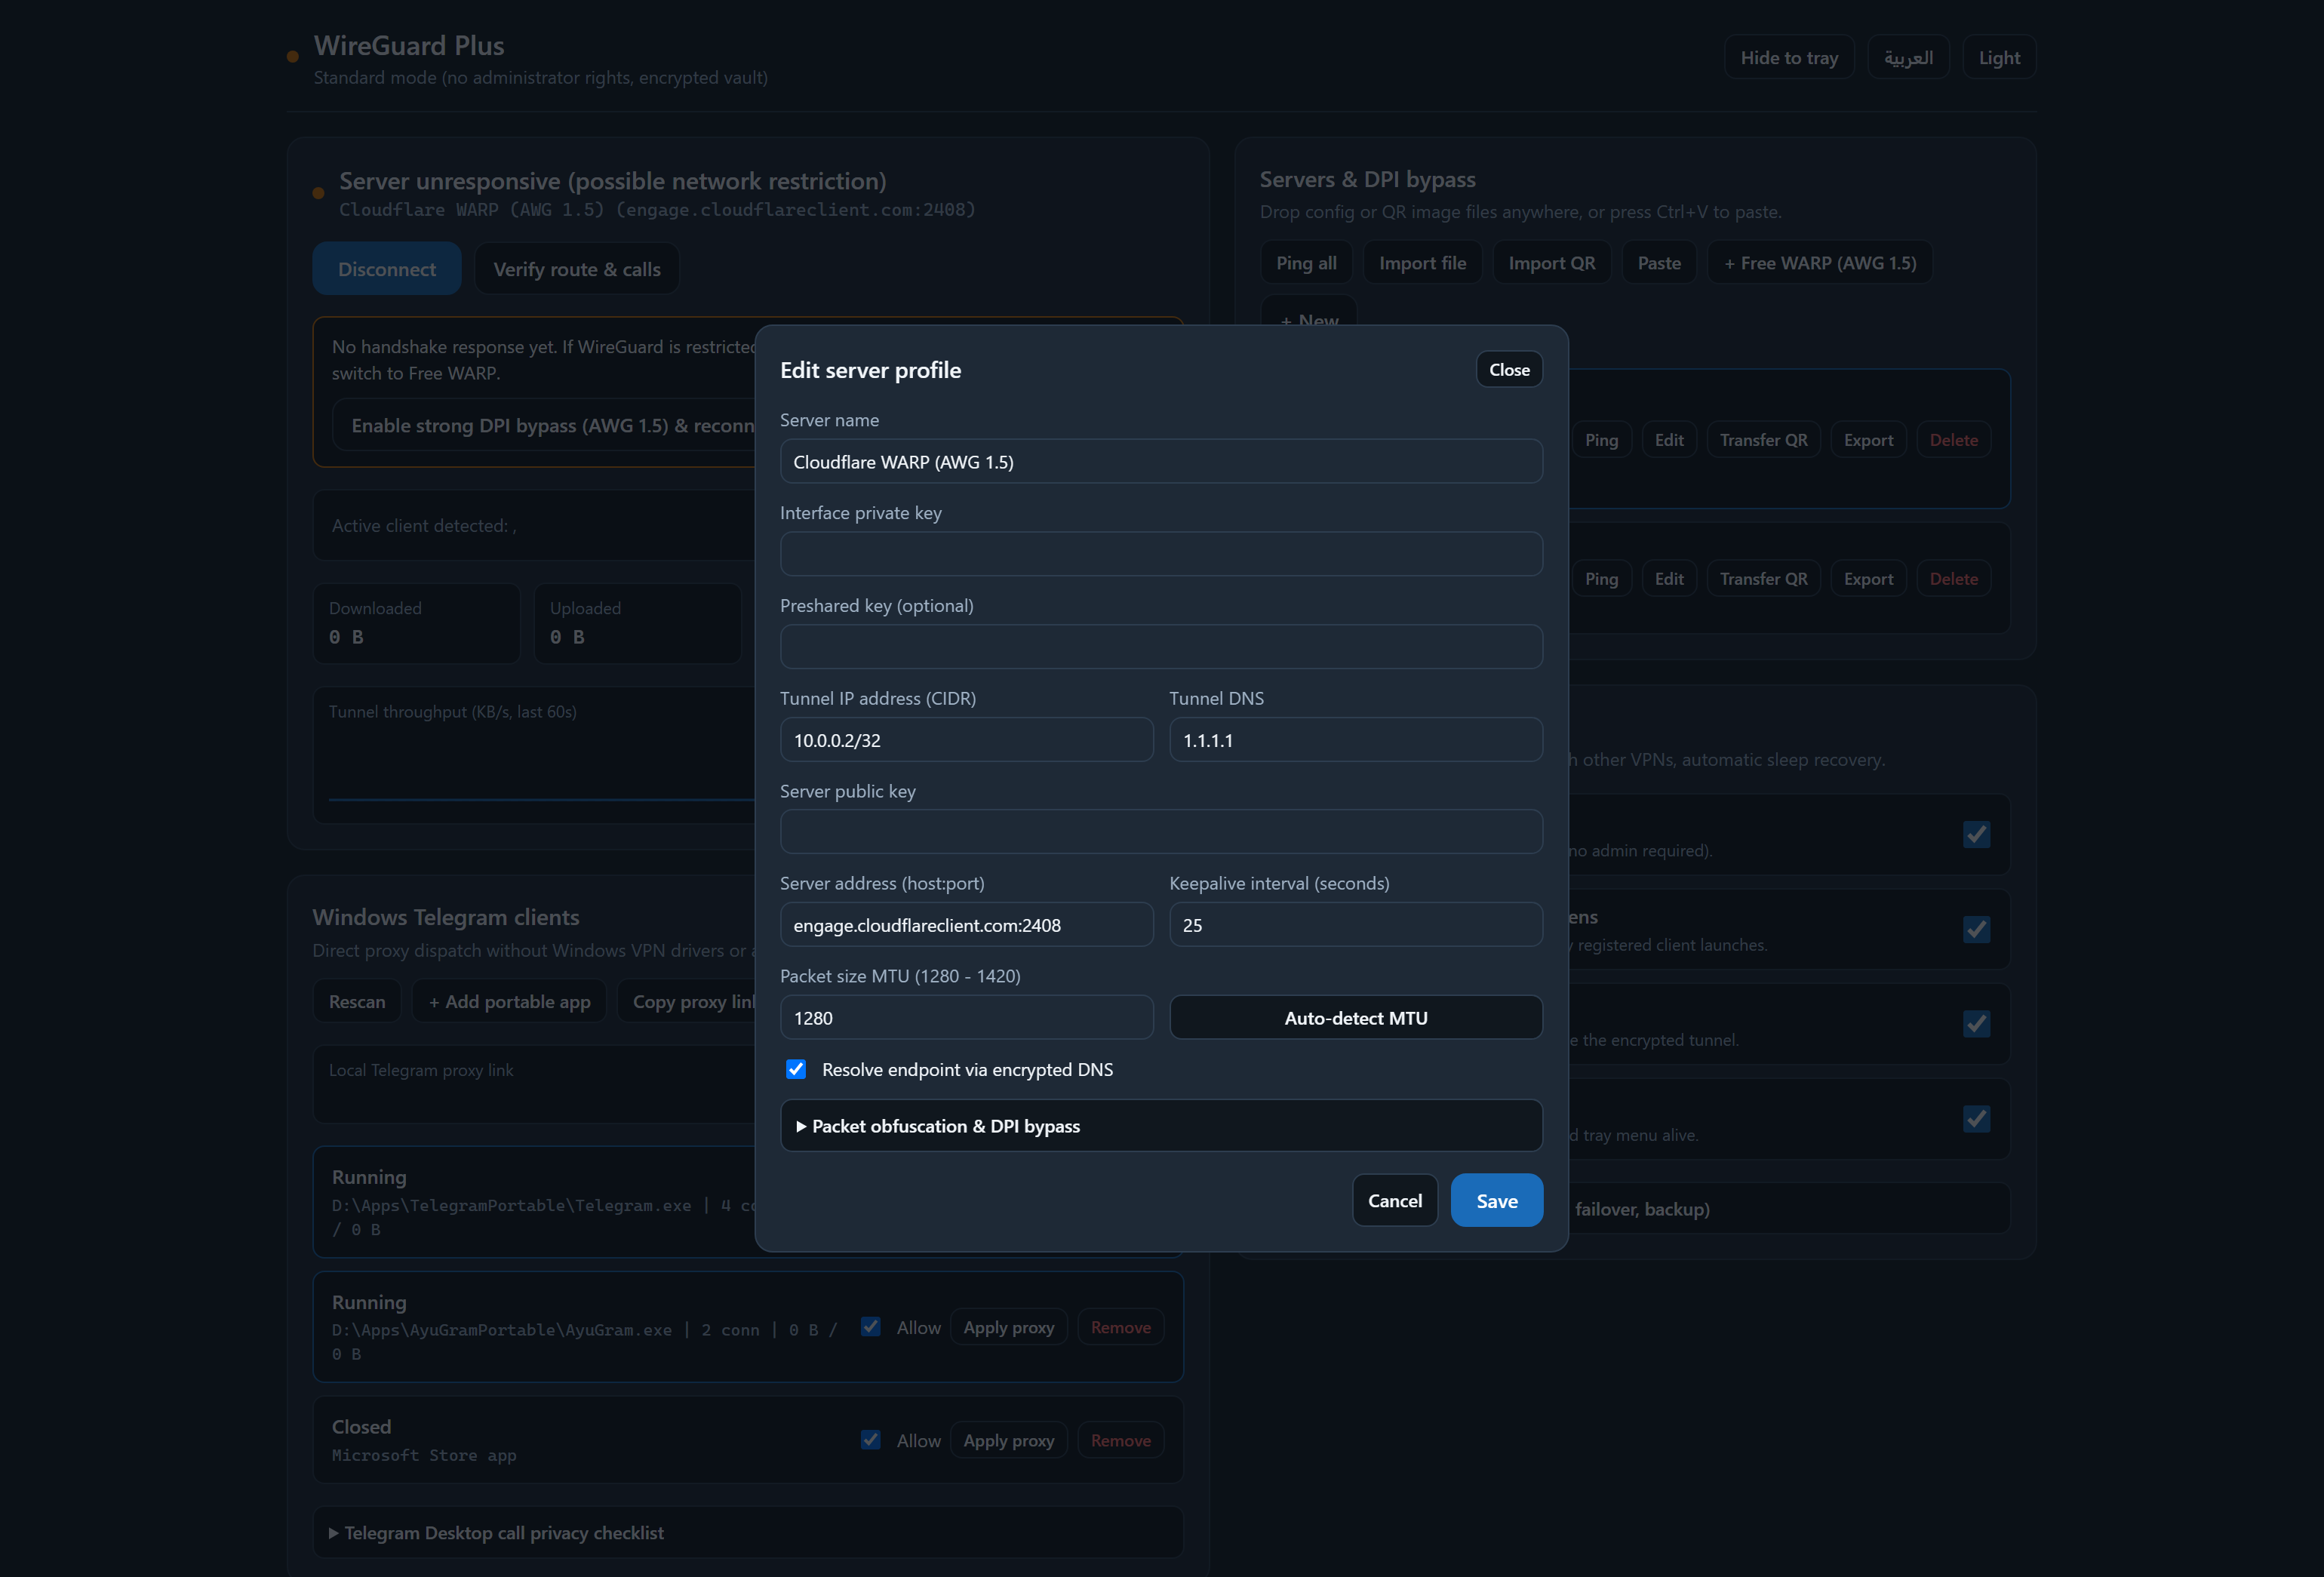 WireGuard Plus
Standard mode (no administrator rights, encrypted vault)
Hide to tray
العربية
Light
Server unresponsive (possible network restriction)
Cloudflare WARP (AWG 1.5) (engage.cloudflareclient.com:2408)
Disconnect
Verify route & calls
No handshake response yet. If WireGuard is restricted
switch to Free WARP.
Enable strong DPI bypass (AWG 1.5) & reconn
Active client detected: ,
Downloaded
0 B
Uploaded
0 B
Tunnel throughput (KB/s, last 60s)
Windows Telegram clients
Direct proxy dispatch without Windows VPN drivers or a
Rescan
+ Add portable app
Copy proxy lin
Local Telegram proxy link
Running
D:\Apps\TelegramPortable\Telegram.exe | 4 co
/ 0 B
Running
D:\Apps\AyuGramPortable\AyuGram.exe | 2 conn | 0 B /
0 B
Allow
Apply proxy
Remove
Closed
Microsoft Store app
Allow
Apply proxy
Remove
▶ Telegram Desktop call privacy checklist
Servers & DPI bypass
Drop config or QR image files anywhere, or press Ctrl+V to paste.
Ping all
Import file
Import QR
Paste
+ Free WARP (AWG 1.5)
+ New
Ping
Edit
Transfer QR
Export
Delete
Ping
Edit
Transfer QR
Export
Delete
h other VPNs, automatic sleep recovery.
no admin required).
ens
y registered client launches.
e the encrypted tunnel.
d tray menu alive.
failover, backup)
Edit server profile
Close
Server name
Cloudflare WARP (AWG 1.5)
Interface private key
Preshared key (optional)
Tunnel IP address (CIDR)
Tunnel DNS
10.0.0.2/32
1.1.1.1
Server public key
Server address (host:port)
Keepalive interval (seconds)
engage.cloudflareclient.com:2408
25
Packet size MTU (1280 - 1420)
1280
Auto-detect MTU
Resolve endpoint via encrypted DNS
▶ Packet obfuscation & DPI bypass
Cancel
Save